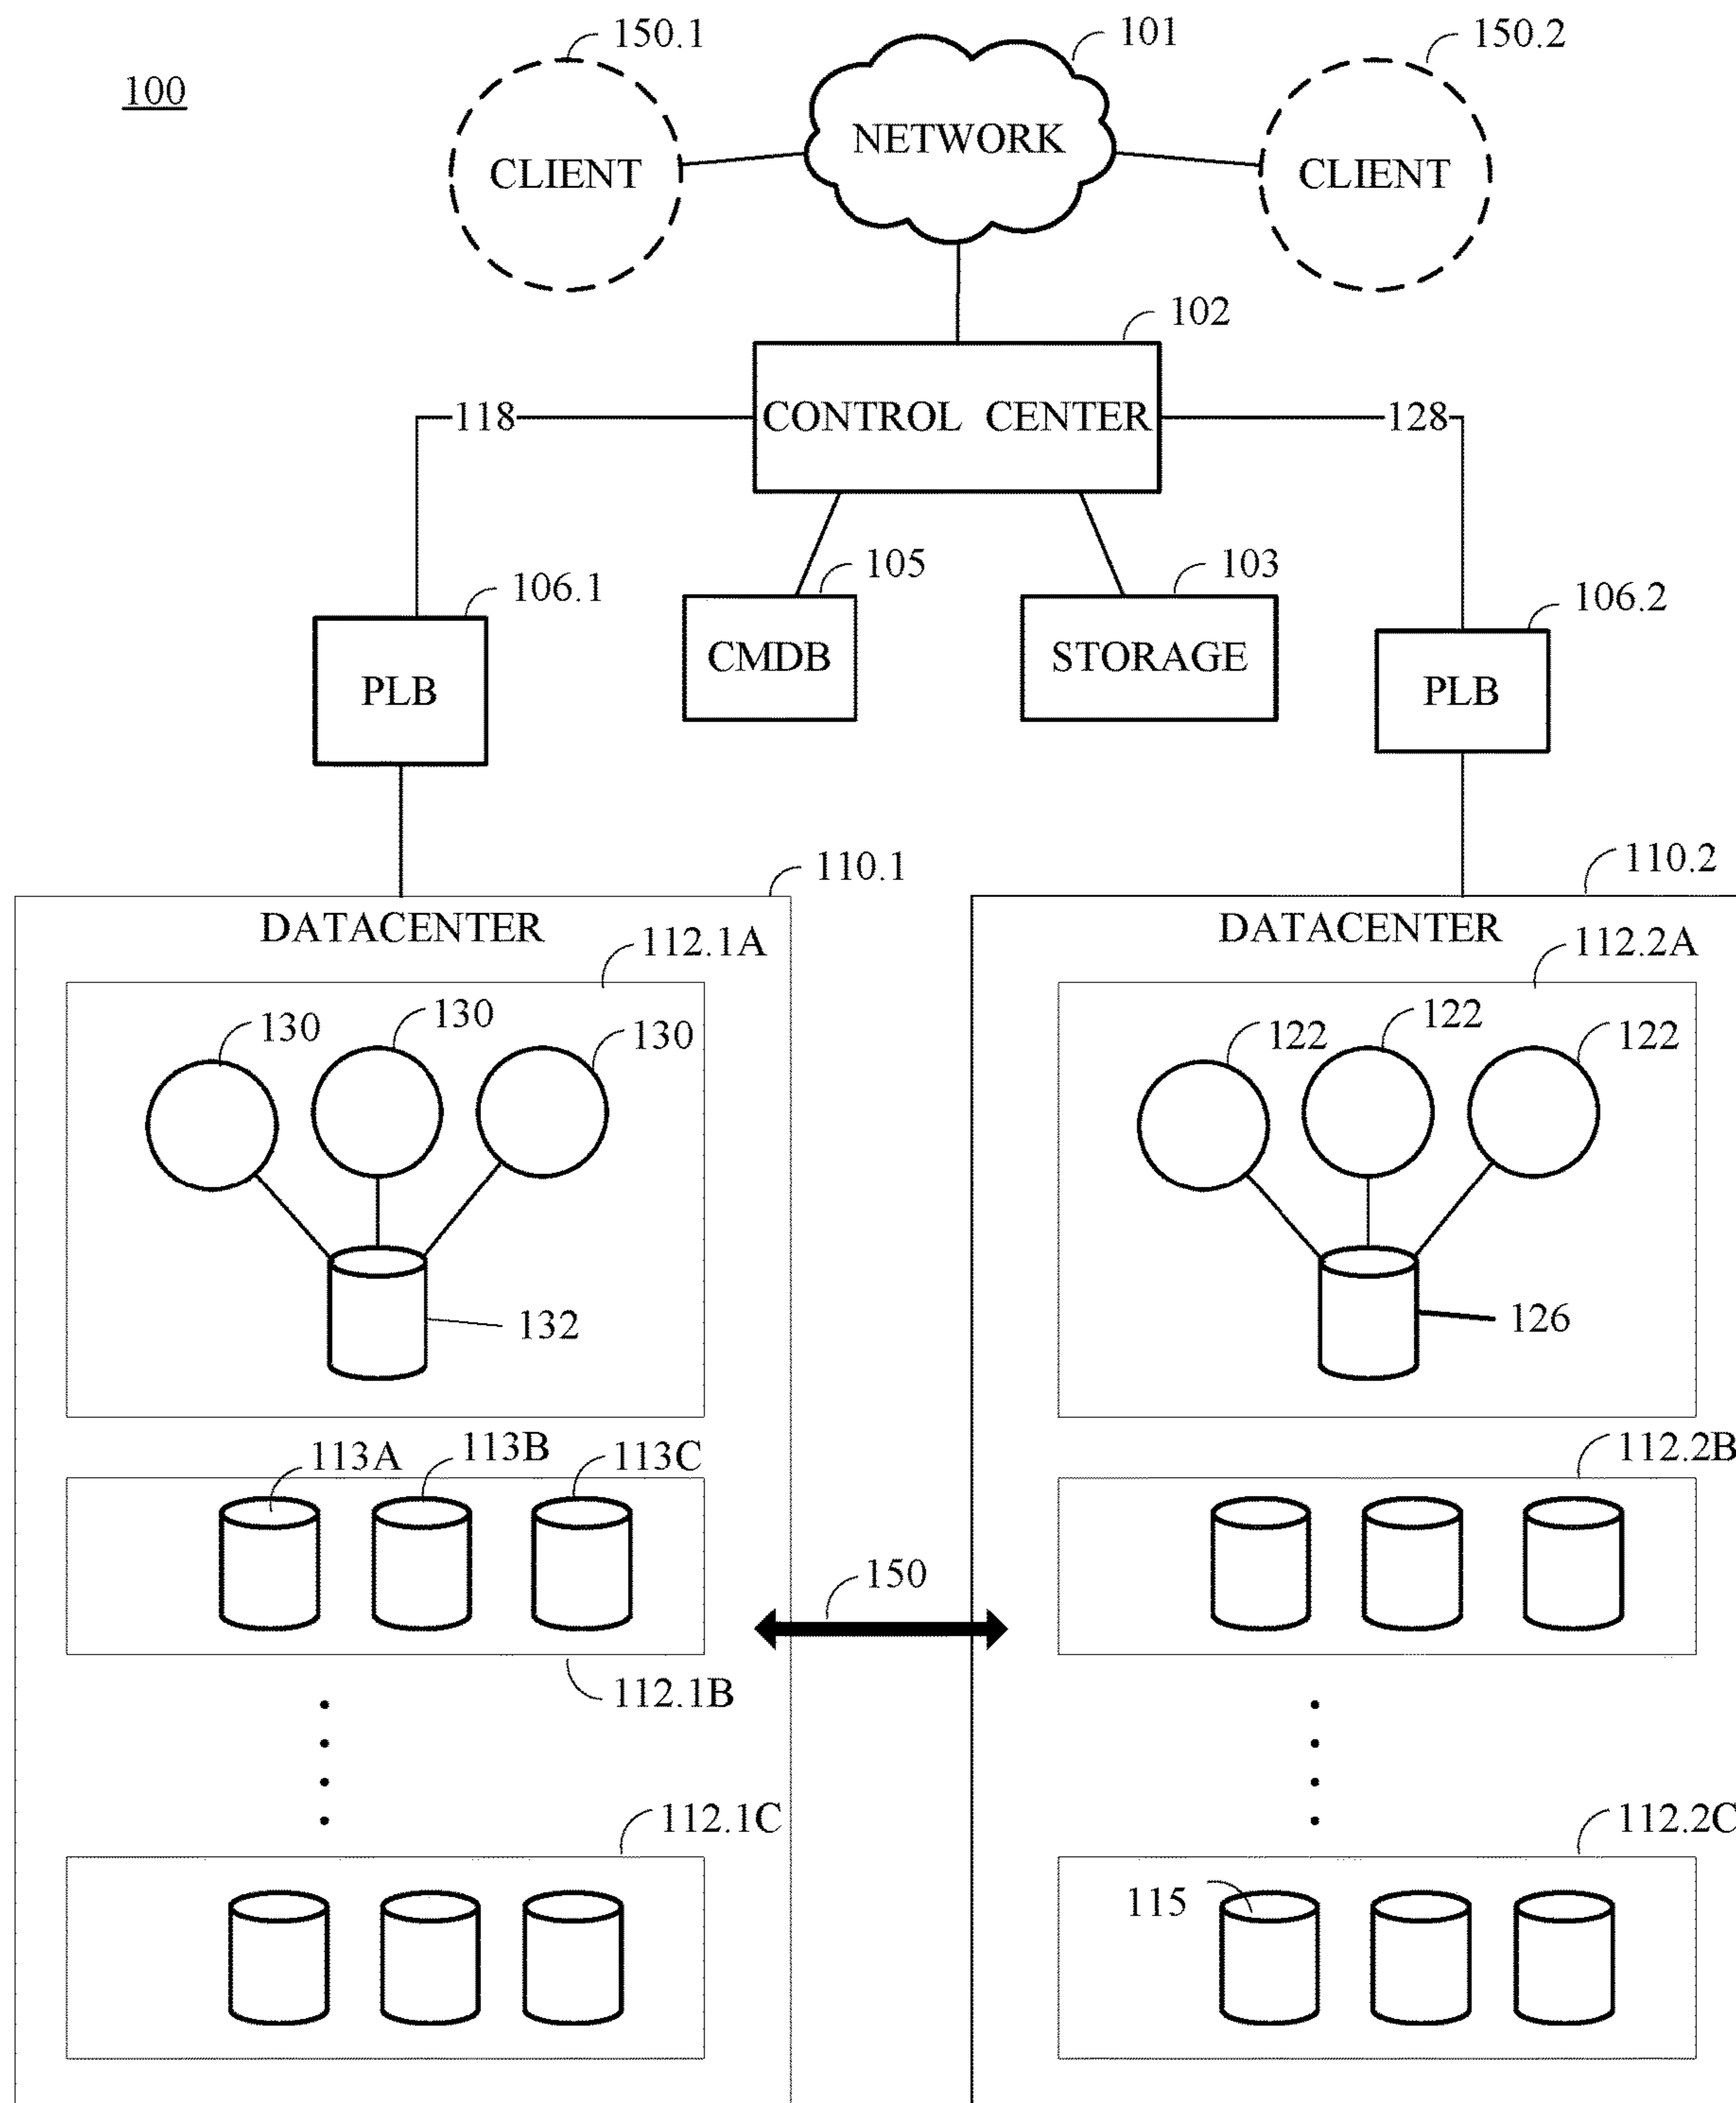 150.1
101
150.2
100
NETWORK
CLIENT
CLIENT
102
118
CONTROL CENTER
128
105
103
106.1
106.2
CMDB
STORAGE
PLB
PLB
110.1
110.2
DATACENTER
DATACENTER
112.1A
112.2A
130
130
130
122
122
122
132
126
113A
113B
113C
112.2B
150
112.1B
112.1C
112.2C
115